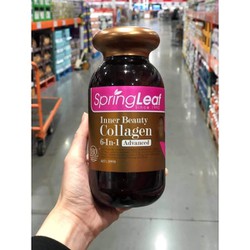 SpringLeaf
Inner Beauty
Collagen
6-In-1 Advanced